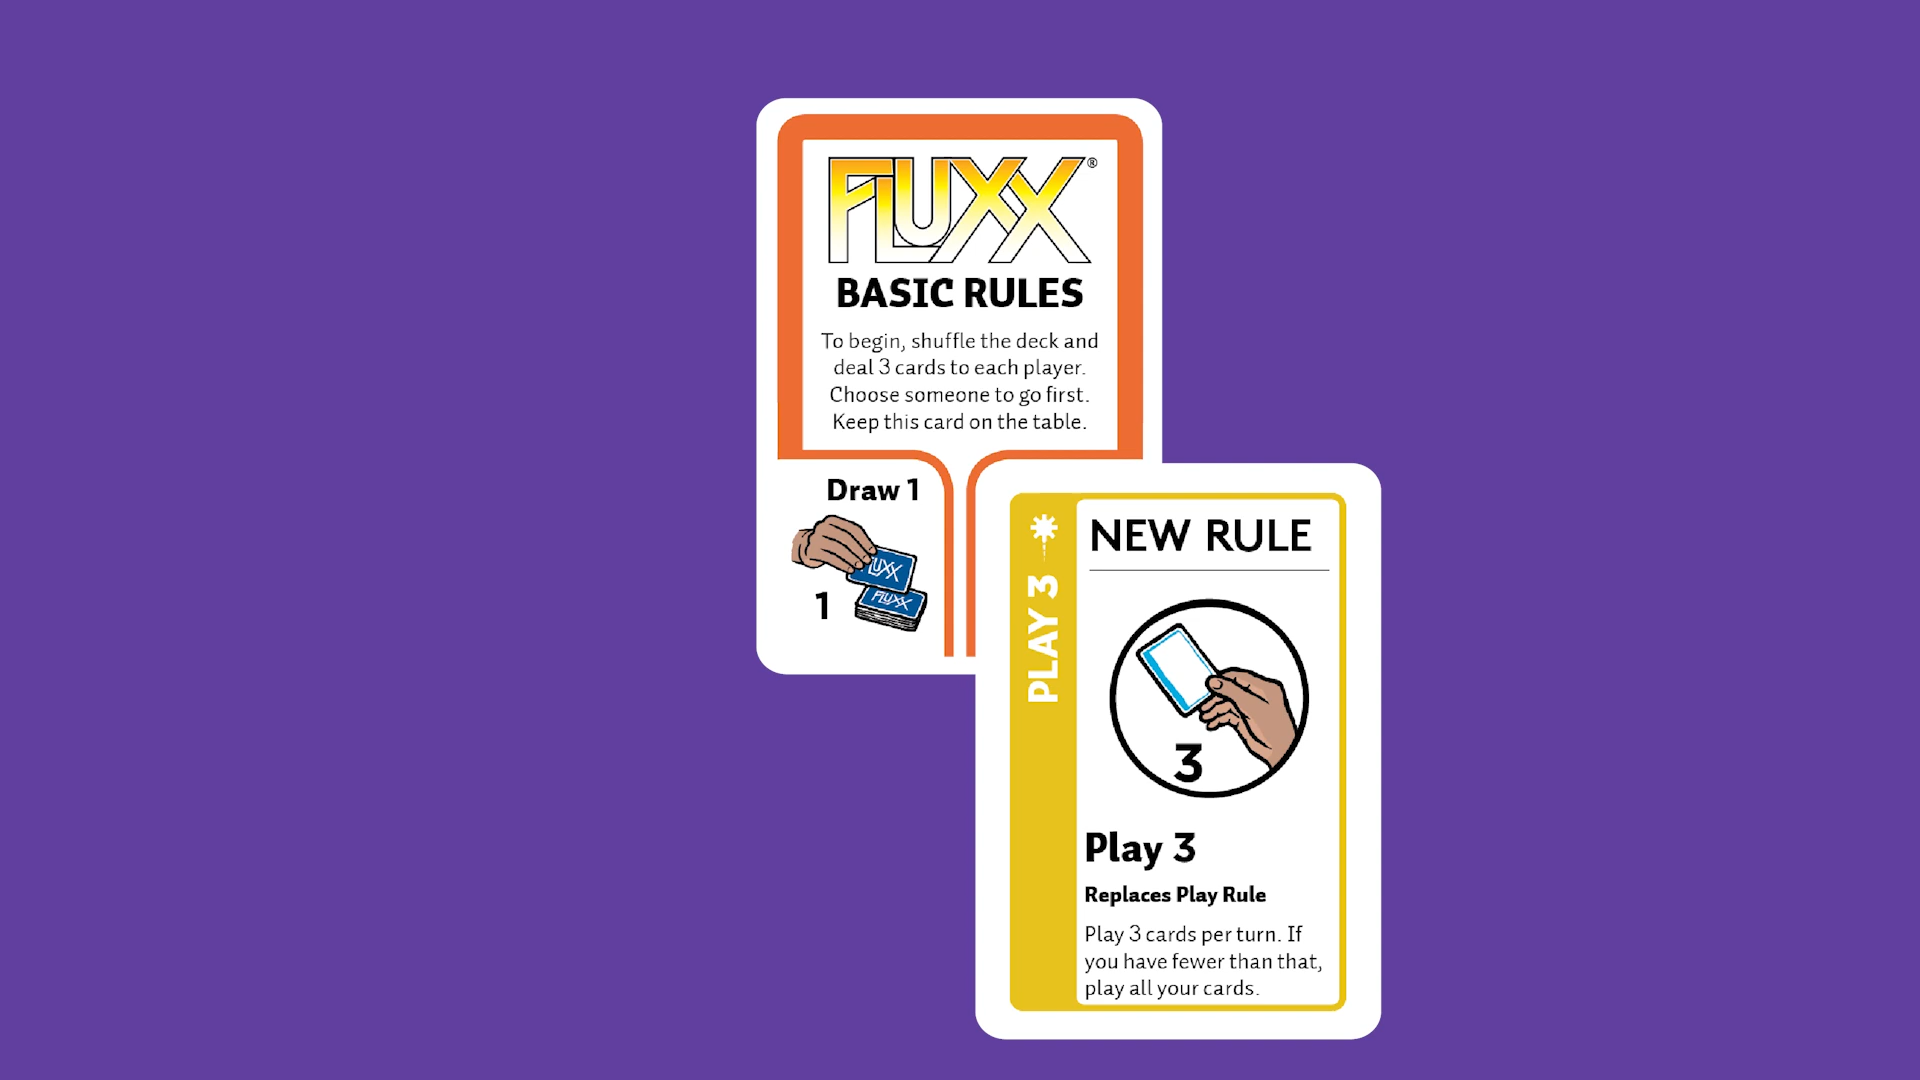 FLUXX®
BASIC RULES
To begin, shuffle the deck and
deal 3 cards to each player.
Choose someone to go first.
Keep this card on the table.
Draw 1
LUXX
FLUXX
1
PLAY 3
NEW RULE
3
Play 3
Replaces Play Rule
Play 3 cards per turn. If
you have fewer than that,
play all your cards.